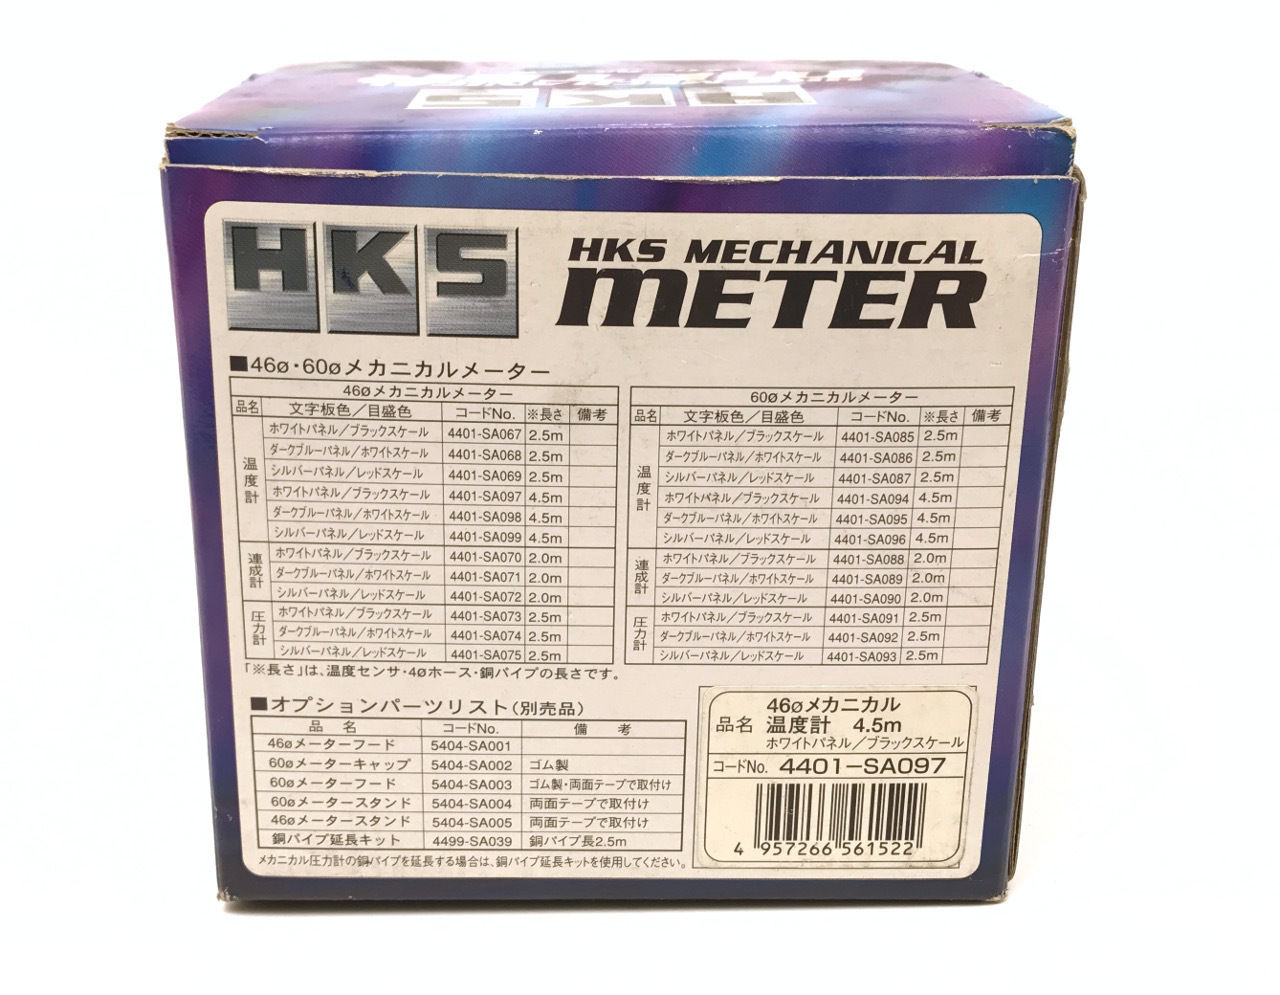 HKS
HKS
HKS MECHANICAL
METER
■46ø・60øメカニカルメーター
46øメカニカルメーター
品名 文字板色／目盛色 コードNo. ※長さ 備考
温度計
ホワイトパネル／ブラックスケール 4401-SA067 2.5m
ダークブルーパネル／ホワイトスケール 4401-SA068 2.5m
シルバーパネル／レッドスケール 4401-SA069 2.5m
ホワイトパネル／ブラックスケール 4401-SA097 4.5m
ダークブルーパネル／ホワイトスケール 4401-SA098 4.5m
シルバーパネル／レッドスケール 4401-SA099 4.5m
連成計
ホワイトパネル／ブラックスケール 4401-SA070 2.0m
ダークブルーパネル／ホワイトスケール 4401-SA071 2.0m
シルバーパネル／レッドスケール 4401-SA072 2.0m
圧力計
ホワイトパネル／ブラックスケール 4401-SA073 2.5m
ダークブルーパネル／ホワイトスケール 4401-SA074 2.5m
シルバーパネル／レッドスケール 4401-SA075 2.5m
60øメカニカルメーター
品名 文字板色／目盛色 コードNo. ※長さ 備考
温度計
ホワイトパネル／ブラックスケール 4401-SA085 2.5m
ダークブルーパネル／ホワイトスケール 4401-SA086 2.5m
シルバーパネル／レッドスケール 4401-SA087 2.5m
ホワイトパネル／ブラックスケール 4401-SA094 4.5m
ダークブルーパネル／ホワイトスケール 4401-SA095 4.5m
シルバーパネル／レッドスケール 4401-SA096 4.5m
連成計
ホワイトパネル／ブラックスケール 4401-SA088 2.0m
ダークブルーパネル／ホワイトスケール 4401-SA089 2.0m
シルバーパネル／レッドスケール 4401-SA090 2.0m
圧力計
ホワイトパネル／ブラックスケール 4401-SA091 2.5m
ダークブルーパネル／ホワイトスケール 4401-SA092 2.5m
シルバーパネル／レッドスケール 4401-SA093 2.5m
「※長さ」は、温度センサ・4øホース・銅パイプの長さです。
■オプションパーツリスト（別売品）
品 名 コードNo. 備 考
46øメーターフード 5404-SA001
60øメーターキャップ 5404-SA002 ゴム製
60øメーターフード 5404-SA003 ゴム製・両面テープで取付け
60øメータースタンド 5404-SA004 両面テープで取付け
46øメータースタンド 5404-SA005 両面テープで取付け
銅パイプ延長キット 4499-SA039 銅パイプ長2.5m
メカニカル圧力計の銅パイプを延長する場合は、銅パイプ延長キットを使用してください。
46øメカニカル
品名 温度計 4.5m
ホワイトパネル／ブラックスケール
コードNo. 4401-SA097
4 957266 561522